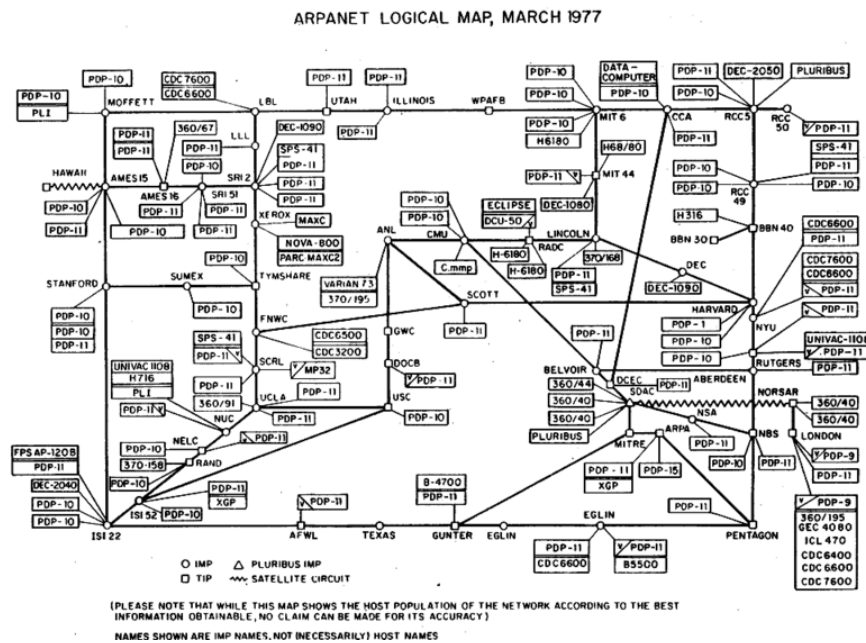 ARPANET LOGICAL MAP, MARCH 1977
PDP-10
CDC7600
CDC6600
PDP-11
PDP-11
PDP-10
PDP-10
DATA-
COMPUTER
PDP-10
PDP-11
PDP-10
DEC-2050
PLURIBUS
PDP-10
PLI
MOFFETT
LBL
UTAH
ILLINOIS
WPAFB
MIT 6
CCA
RCC 5
RCC
50
PDP-11
PDP-11
PDP-11
360/67
LLL
PDP-11
DEC-1090
PDP-11
PDP-10
H6180
H68/80
PDP-11
SPS-41
PDP-11
PDP-10
SPS-41
PDP-11
PDP-11
PDP-11
HAWAII
AMES 15
AMES 16
PDP-10
SRI 2
SRI 51
PDP-11
MIT 44
DEC-1080
PDP-10
PDP-10
RCC
49
PDP-10
PDP-11
PDP-10
PDP-11
PDP-11
PDP-11
XEROX
MAXC
NOVA-800
PARC-MAXC2
PDP-10
PDP-10
ECLIPSE
DCU-50
H316
BBN 40
BBN 30
ANL
CMU
C.mmp
RADC
H-6180
H-6180
LINCOLN
370/168
PDP-11
SPS-41
DEC
DEC-1090
CDC6600
PDP-11
CDC7600
CDC6600
PDP-11
STANFORD
SUMEX
PDP-10
TYMSHARE
VARIAN 73
370/195
SCOTT
PDP-11
HARVARD
PDP-1
PDP-10
NYU
PDP-11
PDP-10
PDP-10
PDP-11
PDP-10
FNWC
CDC6500
CDC3200
GWC
PDP-11
UNIVAC-1108
PDP-11
SPS-41
PDP-11
SCRL
MP32
DOCB
PDP-11
BELVOIR
DCEC
PDP-11
ABERDEEN
RUTGERS
PDP-11
UNIVAC 1108
H716
PLI
PDP-11
PDP-11
360/91
UCLA
PDP-11
PDP-11
USC
PDP-10
360/44
360/40
360/40
PLURIBUS
SDAC
NORSAR
360/40
360/40
NUC
PDP-11
NELC
PDP-10
370-158
RAND
PDP-10
NSA
PDP-11
MITRE
ARPA
NBS
PDP-10
PDP-11
LONDON
PDP-9
PDP-11
FPS AP-120B
PDP-11
DEC-2040
PDP-10
PDP-10
ISI 22
ISI 52
PDP-11
XGP
PDP-10
PDP-11
AFWL
TEXAS
B-4700
PDP-11
GUNTER
EGLIN
PDP-11
XGP
PDP-15
EGLIN
PDP-11
CDC6600
PDP-11
B5500
PDP-11
PENTAGON
PDP-9
360/195
GEC 4080
ICL 470
CDC6400
CDC6600
CDC7600
IMP
PLURIBUS IMP
TIP
SATELLITE CIRCUIT
(PLEASE NOTE THAT WHILE THIS MAP SHOWS THE HOST POPULATION OF THE NETWORK ACCORDING TO THE BEST
INFORMATION OBTAINABLE, NO CLAIM CAN BE MADE FOR ITS ACCURACY)
NAMES SHOWN ARE IMP NAMES, NOT (NECESSARILY) HOST NAMES